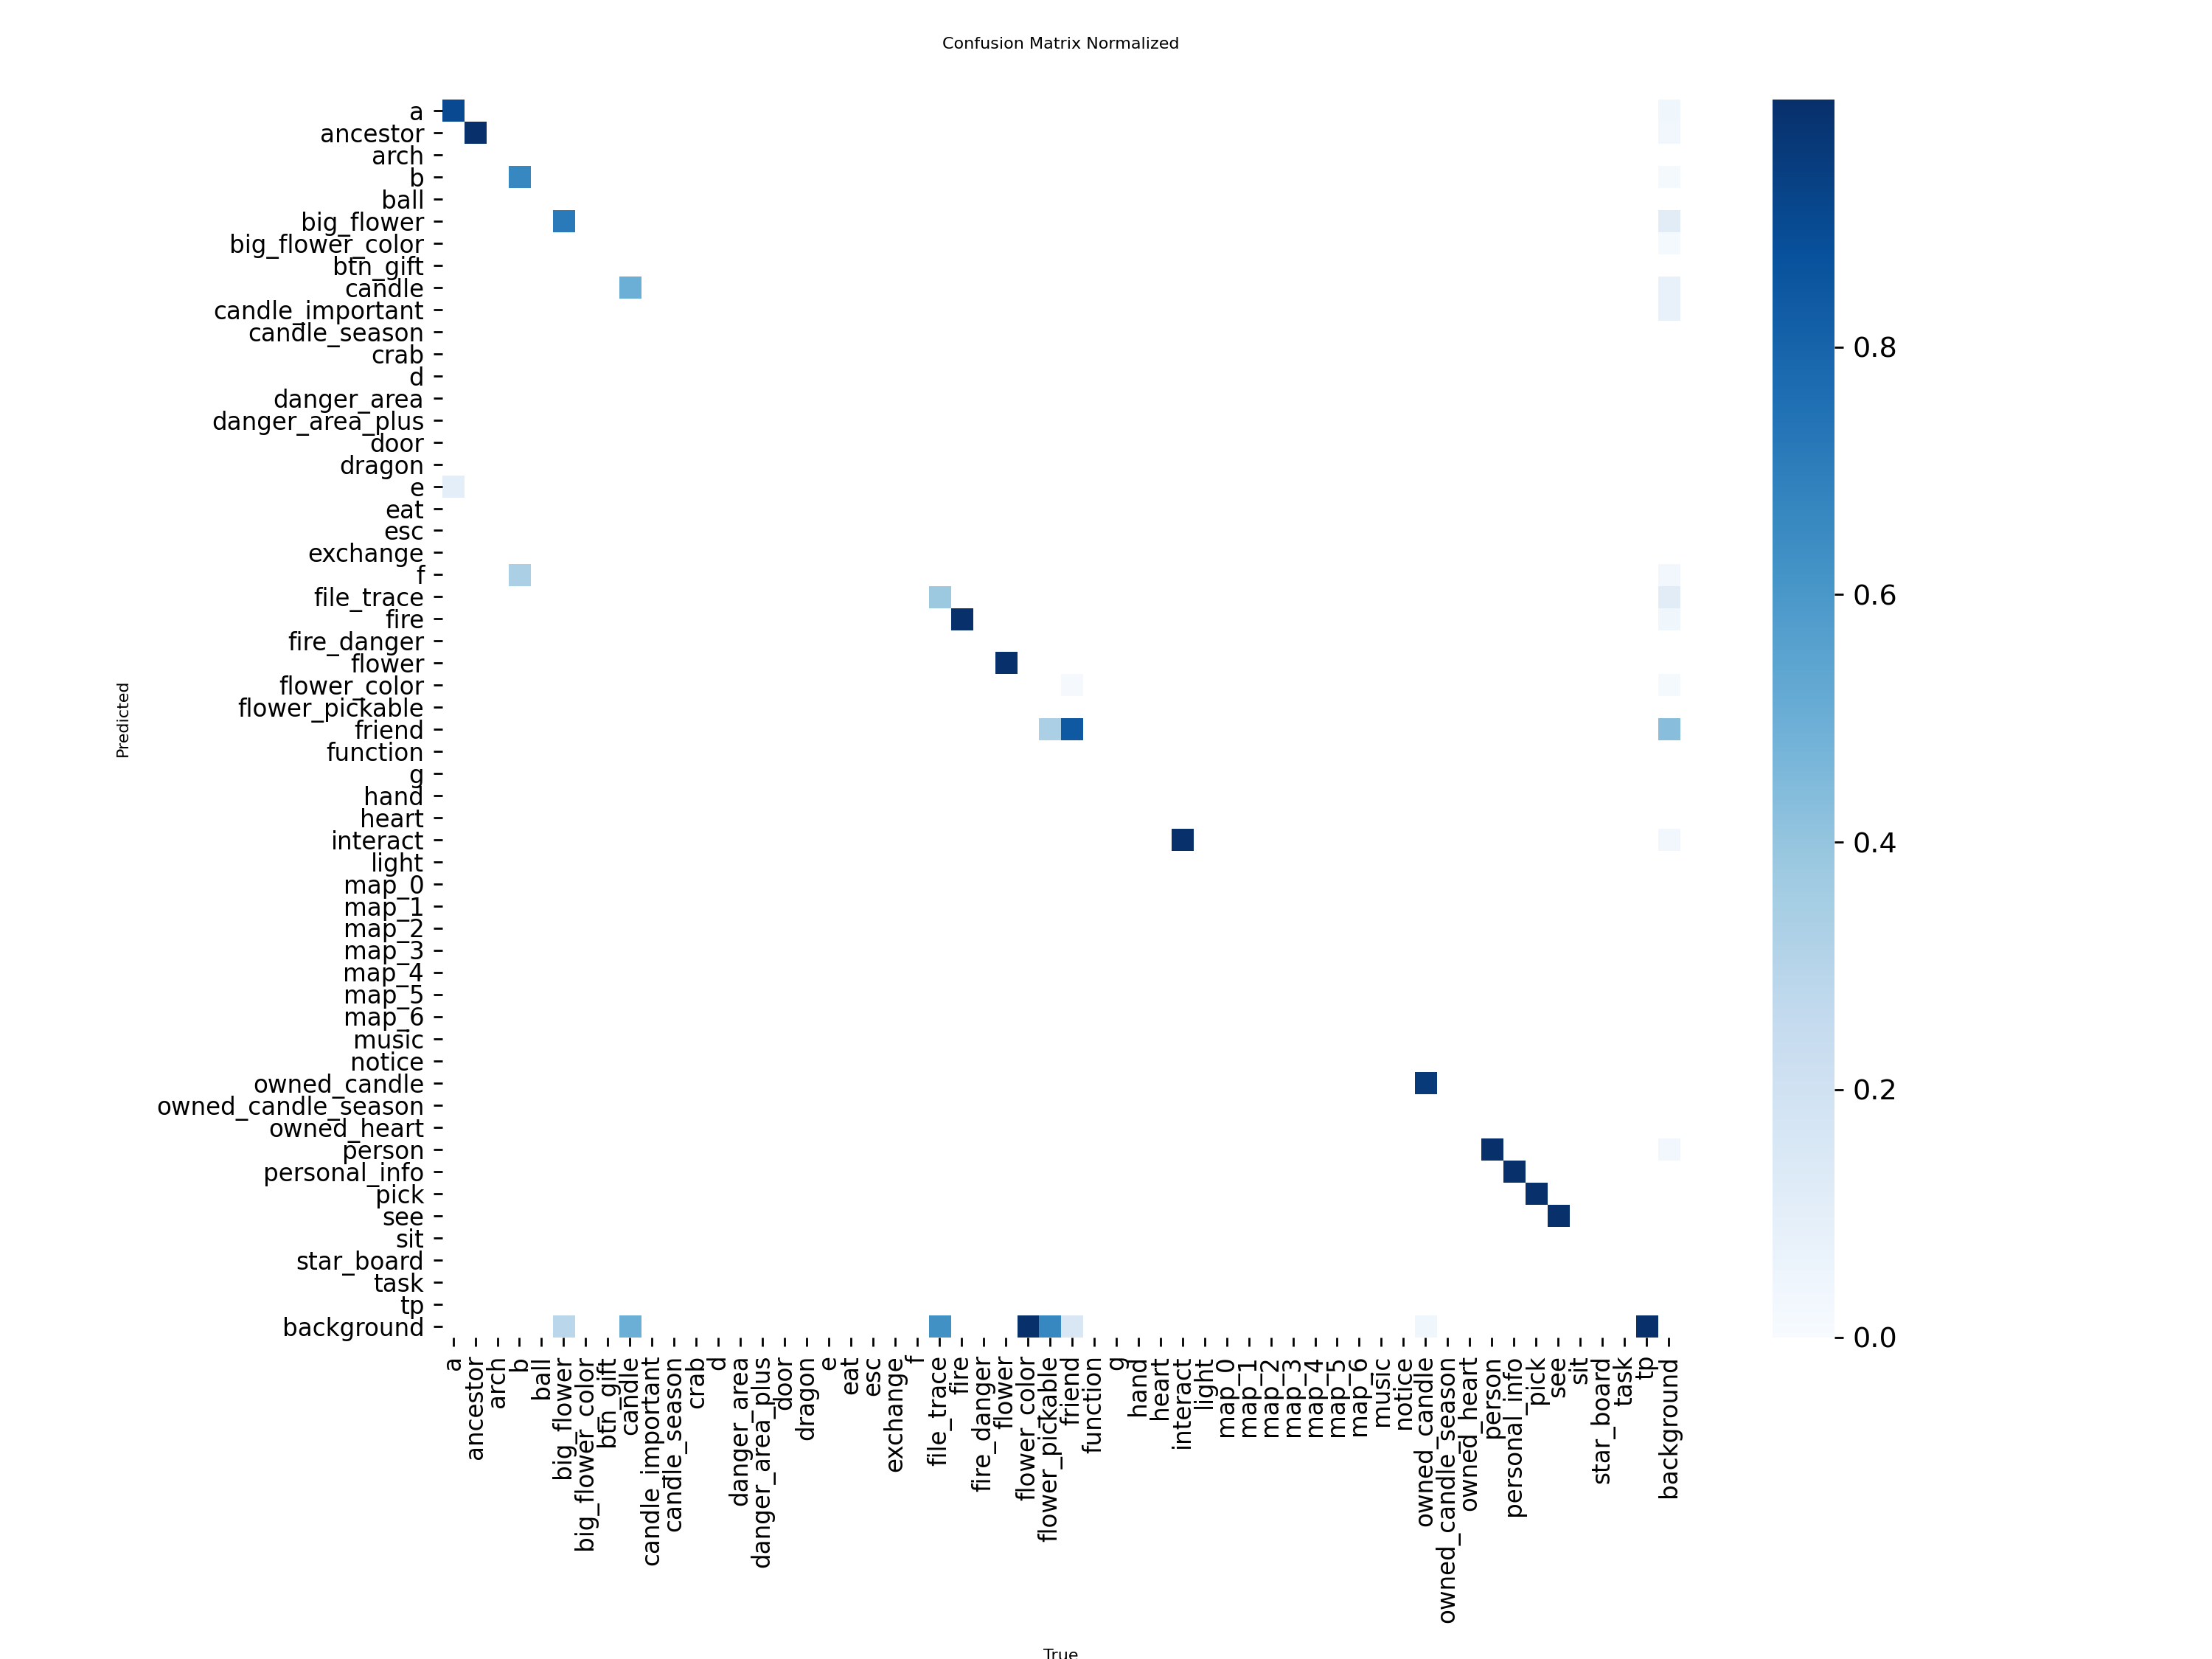 Confusion Matrix Normalized
a
ancestor
arch
b
ball
big_flower
big_flower_color
btn_gift
candle
candle_important
candle_season
crab
d
danger_area
danger_area_plus
door
dragon
e
eat
esc
exchange
f
file_trace
fire
fire_danger
flower
flower_color
flower_pickable
friend
function
g
hand
heart
interact
light
map_0
map_1
map_2
map_3
map_4
map_5
map_6
music
notice
owned_candle
owned_candle_season
owned_heart
person
personal_info
pick
see
sit
star_board
task
tp
background
Predicted
a
ancestor
arch
b
ball
big_flower
big_flower_color
btn_gift
candle
candle_important
candle_season
crab
d
danger_area
danger_area_plus
door
dragon
e
eat
esc
exchange
f
file_trace
fire
fire_danger
flower
flower_color
flower_pickable
friend
function
g
hand
heart
interact
light
map_0
map_1
map_2
map_3
map_4
map_5
map_6
music
notice
owned_candle
owned_candle_season
owned_heart
person
personal_info
pick
see
sit
star_board
task
tp
background
True
0.8
0.6
0.4
0.2
0.0